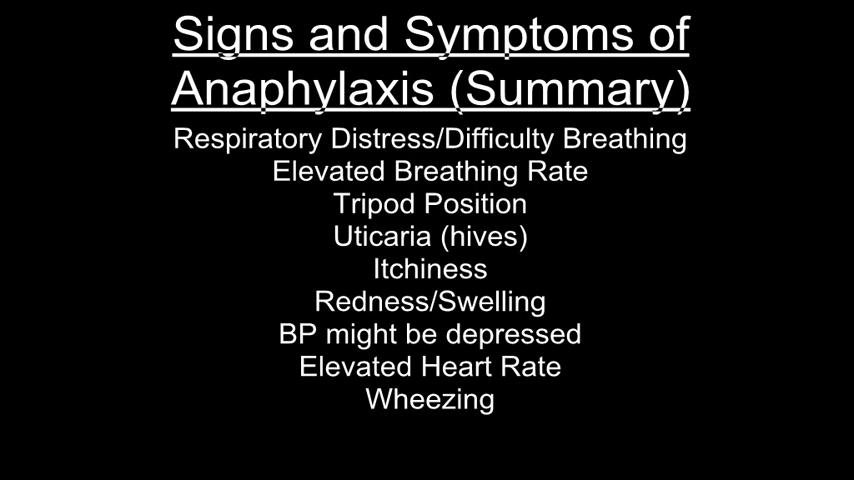 Signs and Symptoms of
Anaphylaxis (Summary)
Respiratory Distress/Difficulty Breathing
Elevated Breathing Rate
Tripod Position
Uticaria (hives)
Itchiness
Redness/Swelling
BP might be depressed
Elevated Heart Rate
Wheezing